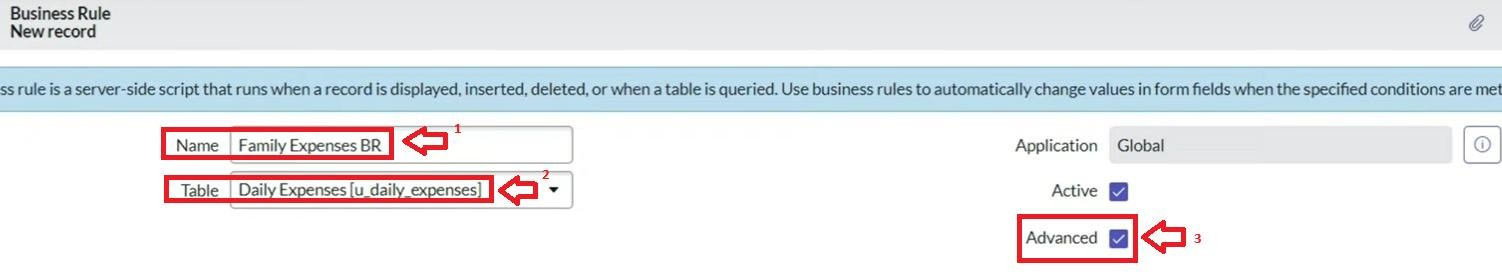 Business Rule
New record
ss rule is a server-side script that runs when a record is displayed, inserted, deleted, or when a table is queried. Use business rules to automatically change values in form fields when the specified conditions are met
Name Family Expenses BR 1
Application Global
Table Daily Expenses [u_daily_expenses] 2
Active
Advanced 3